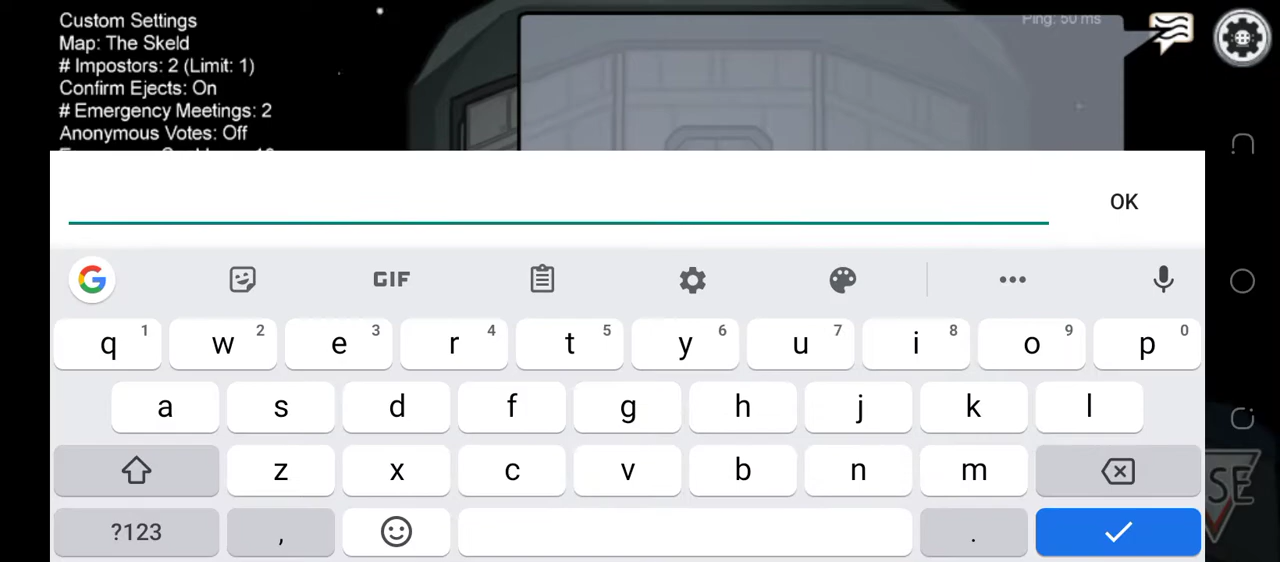 Custom Settings
Map: The Skeld
# Impostors: 2 (Limit: 1)
Confirm Ejects: On
# Emergency Meetings: 2
Anonymous Votes: Off
Ping: 50 ms
OK
GIF
q 1 w 2 e 3 r 4 t 5 y 6 u 7 i 8 o 9 p 0
a s d f g h j k l
z x c v b n m
?123 , .
SE